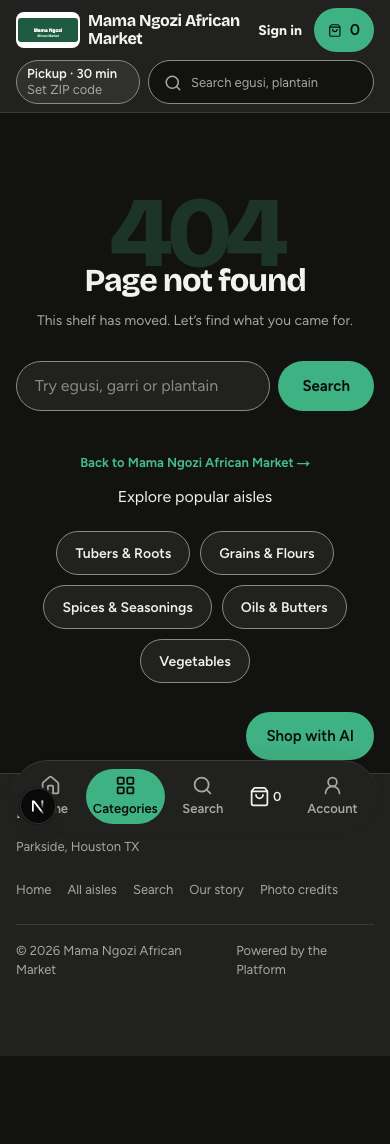 Mama Ngozi
African Market
Mama Ngozi African
Market
Sign in
0
Pickup · 30 min
Set ZIP code
Search egusi, plantain
404
Page not found
This shelf has moved. Let’s find what you came for.
Try egusi, garri or plantain
Search
Back to Mama Ngozi African Market →
Explore popular aisles
Tubers & Roots
Grains & Flours
Spices & Seasonings
Oils & Butters
Vegetables
Shop with AI
N
Categories
Search
0
Account
Parkside, Houston TX
Home
All aisles
Search
Our story
Photo credits
© 2026 Mama Ngozi African
Market
Powered by the
Platform